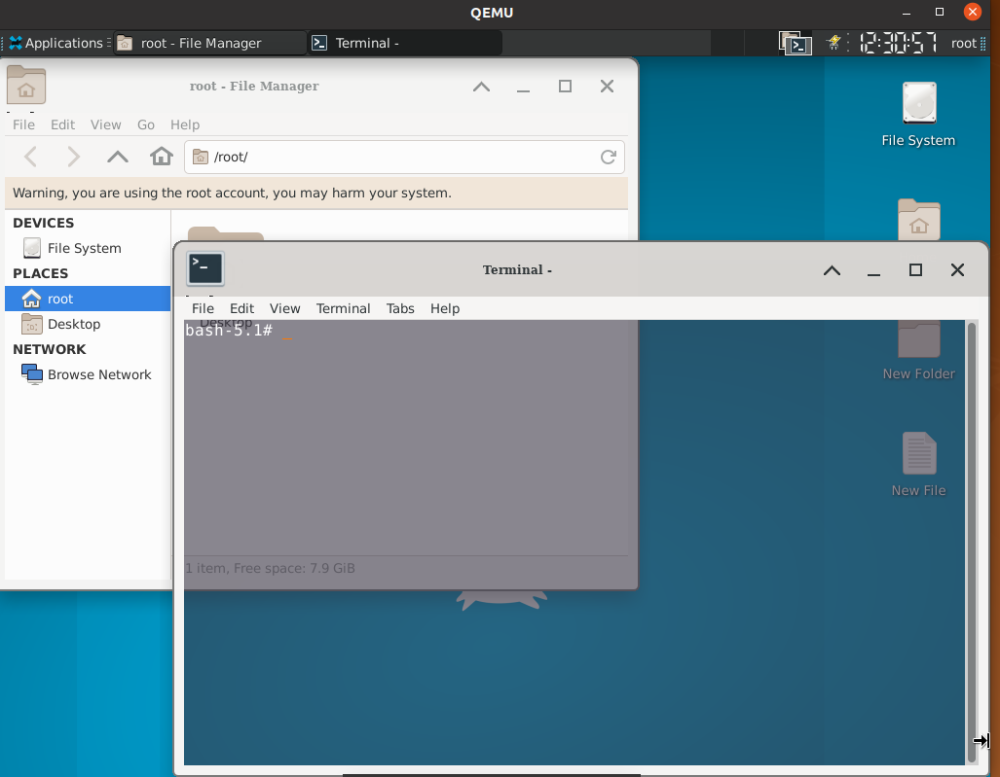 QEMU
Applications
root - File Manager
Terminal -
12:30:57
root
root - File Manager
File Edit View Go Help
/root/
Warning, you are using the root account, you may harm your system.
DEVICES
File System
PLACES
root
Desktop
NETWORK
Browse Network
Desktop
1 item, Free space: 7.9 GiB
Terminal -
File Edit View Terminal Tabs Help
bash-5.1#
File System
New Folder
New File